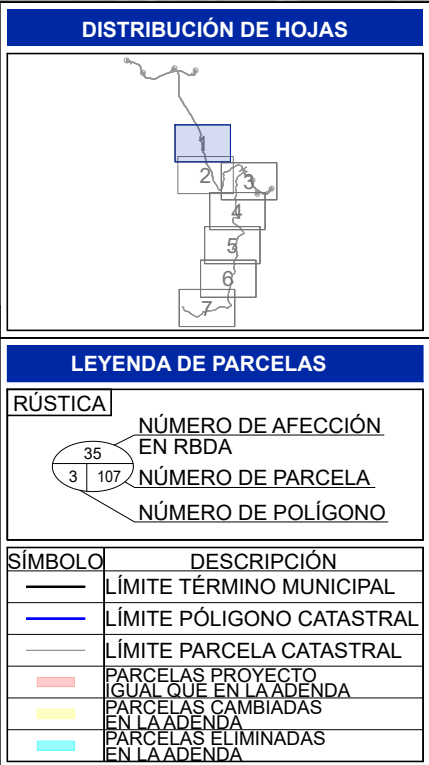 DISTRIBUCIÓN DE HOJAS
1
2
3
4
5
6
7
LEYENDA DE PARCELAS
RÚSTICA
NÚMERO DE AFECCIÓN
EN RBDA
35
3 107
NÚMERO DE PARCELA
NÚMERO DE POLÍGONO
SÍMBOLO DESCRIPCIÓN
LÍMITE TÉRMINO MUNICIPAL
LÍMITE PÓLIGONO CATASTRAL
LÍMITE PARCELA CATASTRAL
PARCELAS PROYECTO
IGUAL QUE EN LA ADENDA
PARCELAS CAMBIADAS
EN LA ADENDA
PARCELAS ELIMINADAS
EN LA ADENDA